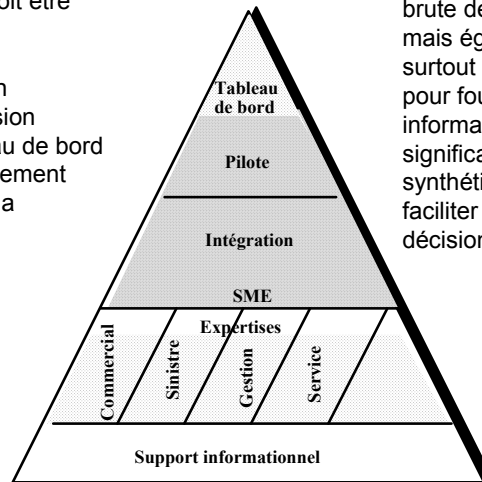 oit être
n
sion
au de bord
ement
a
Tableau
de bord
Pilote
Intégration
SME
Expertises
Commercial
Sinistre
Gestion
Service
Support informationnel
brute de
mais ég
surtout
pour fou
informa
significa
synthéti
faciliter
décision